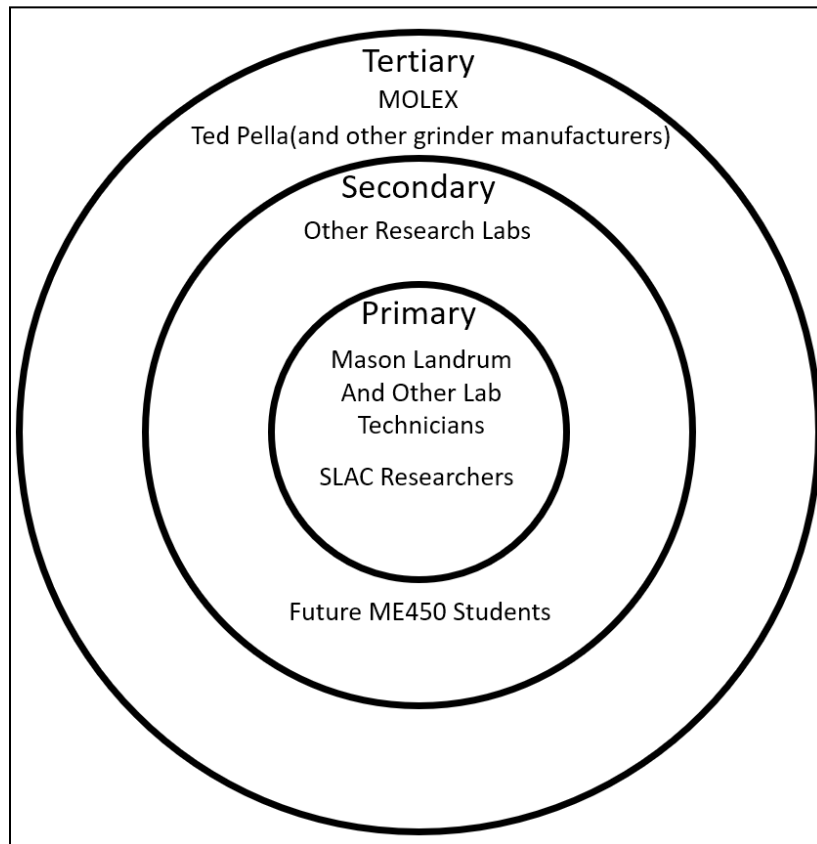 Tertiary
MOLEX
Ted Pella(and other grinder manufacturers)
Secondary
Other Research Labs
Primary
Mason Landrum
And Other Lab
Technicians
SLAC Researchers
Future ME450 Students